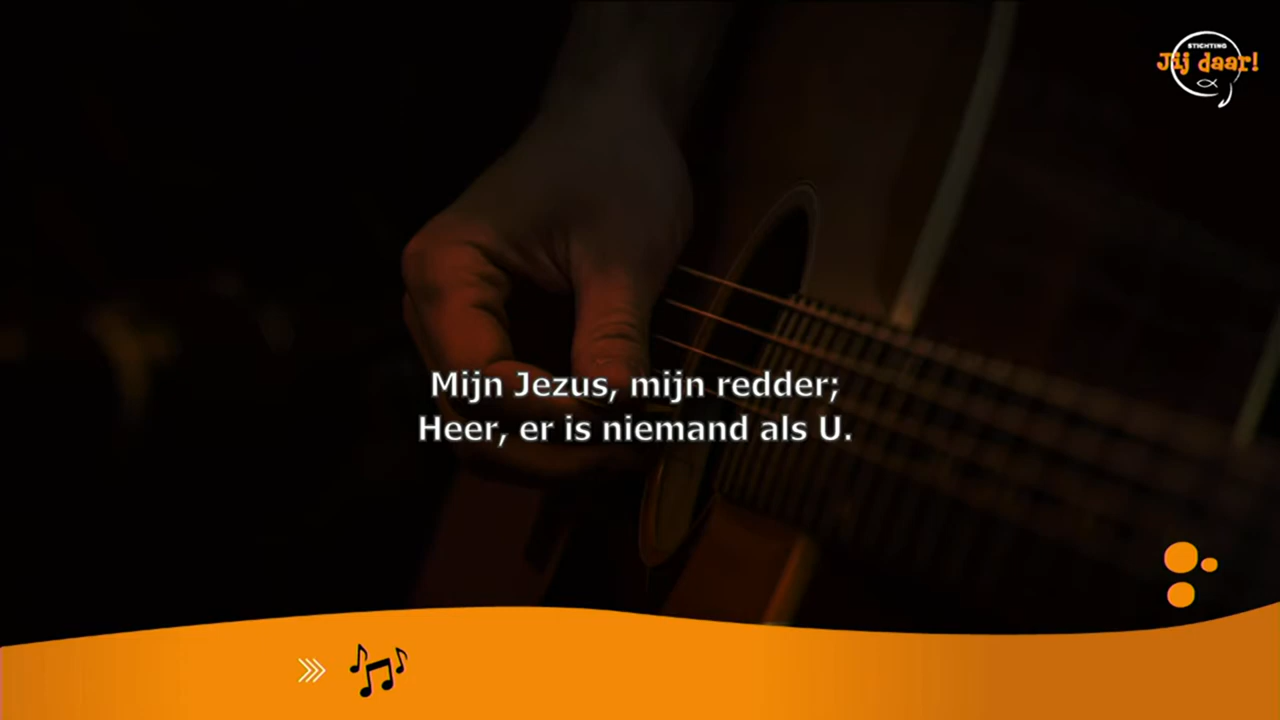 STICHTING
Jij daar!
Mijn Jezus, mijn redder;
Heer, er is niemand als U.